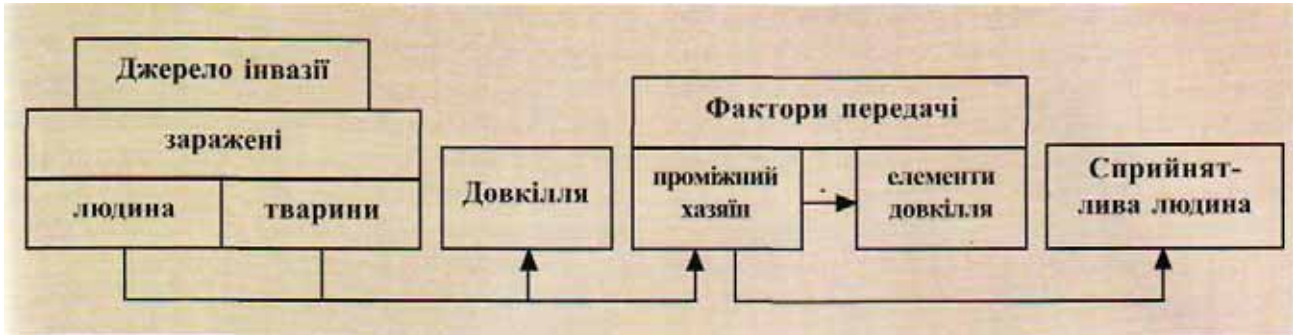 Джерело інвазії
заражені
людина
тварини
Довкілля
Фактори передачі
проміжний
хазяїн
елементи
довкілля
Сприйнят-
лива людина